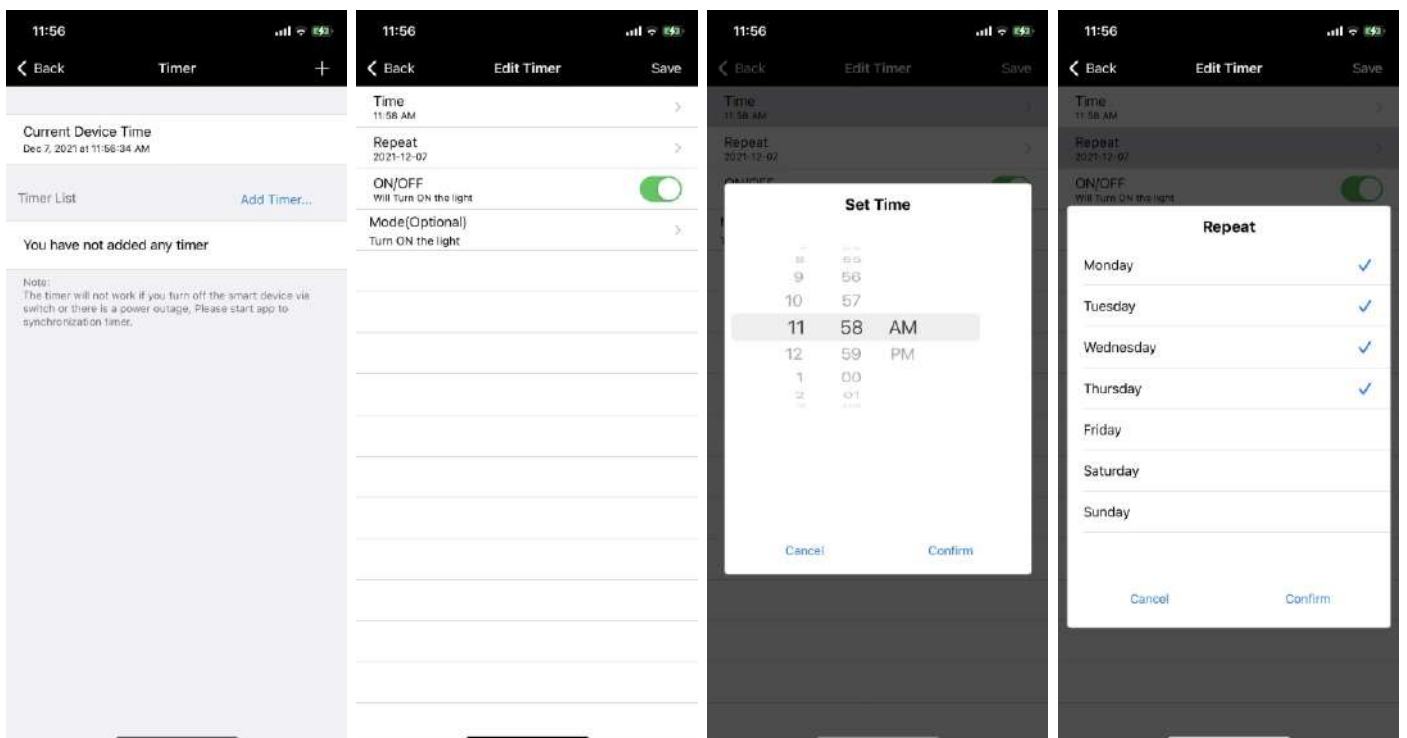 11:56
Back
Timer
+
Current Device Time
Dec 7, 2021 at 11:56:34 AM
Timer List
Add Timer...
You have not added any timer
Note:
The timer will not work if you turn off the smart device via
switch or there is a power outage, Please start app to
synchronization timer.
11:56
Back
Edit Timer
Save
Time
11:58 AM
Repeat
2021-12-07
ON/OFF
Will Turn ON the light
Mode(Optional)
Turn ON the light
11:56
Back
Edit Timer
Save
Time
11:58 AM
Repeat
2021-12-07
ON/OFF
Set Time
8 55
9 56
10 57
11 58 AM
12 59 PM
1 00
2 01
Cancel
Confirm
11:56
Back
Edit Timer
Save
Time
11:58 AM
Repeat
2021-12-07
ON/OFF
Will Turn ON the light
Repeat
Monday
Tuesday
Wednesday
Thursday
Friday
Saturday
Sunday
Cancel
Confirm